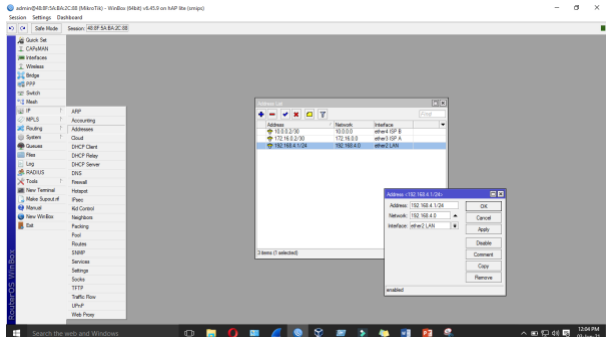 admin@48:8F:5A:BA:2C:8B (MikroTik) - WinBox (64bit) v6.45.9 on hAP lite (smips)
Session Settings Dashboard
Safe Mode Session: 48:8F:5A:BA:2C:8B
Quick Set
CAPsMAN
Interfaces
Wireless
Bridge
PPP
Switch
Mesh
IP
MPLS
Routing
System
Queues
Files
Log
RADIUS
Tools
New Terminal
Make Supout.rif
Manual
New WinBox
Exit
ARP
Accounting
Addresses
Cloud
DHCP Client
DHCP Relay
DHCP Server
DNS
Firewall
Hotspot
IPsec
Kid Control
Neighbors
Packing
Pool
Routes
SNMP
Services
Settings
Socks
TFTP
Traffic Flow
UPnP
Web Proxy
RouterOS WinBox
Address List
Find
Address Network Interface
10.0.0.2/30 10.0.0.0 ether4 ISP B
172.16.0.2/30 172.16.0.0 ether3 ISP A
192.168.4.1/24 192.168.4.0 ether2 LAN
3 items (1 selected)
Address <192.168.4.1/24>
Address: 192.168.4.1/24
Network: 192.168.4.0
Interface: ether2 LAN
OK
Cancel
Apply
Disable
Comment
Copy
Remove
enabled
Search the web and Windows
12:04 PM